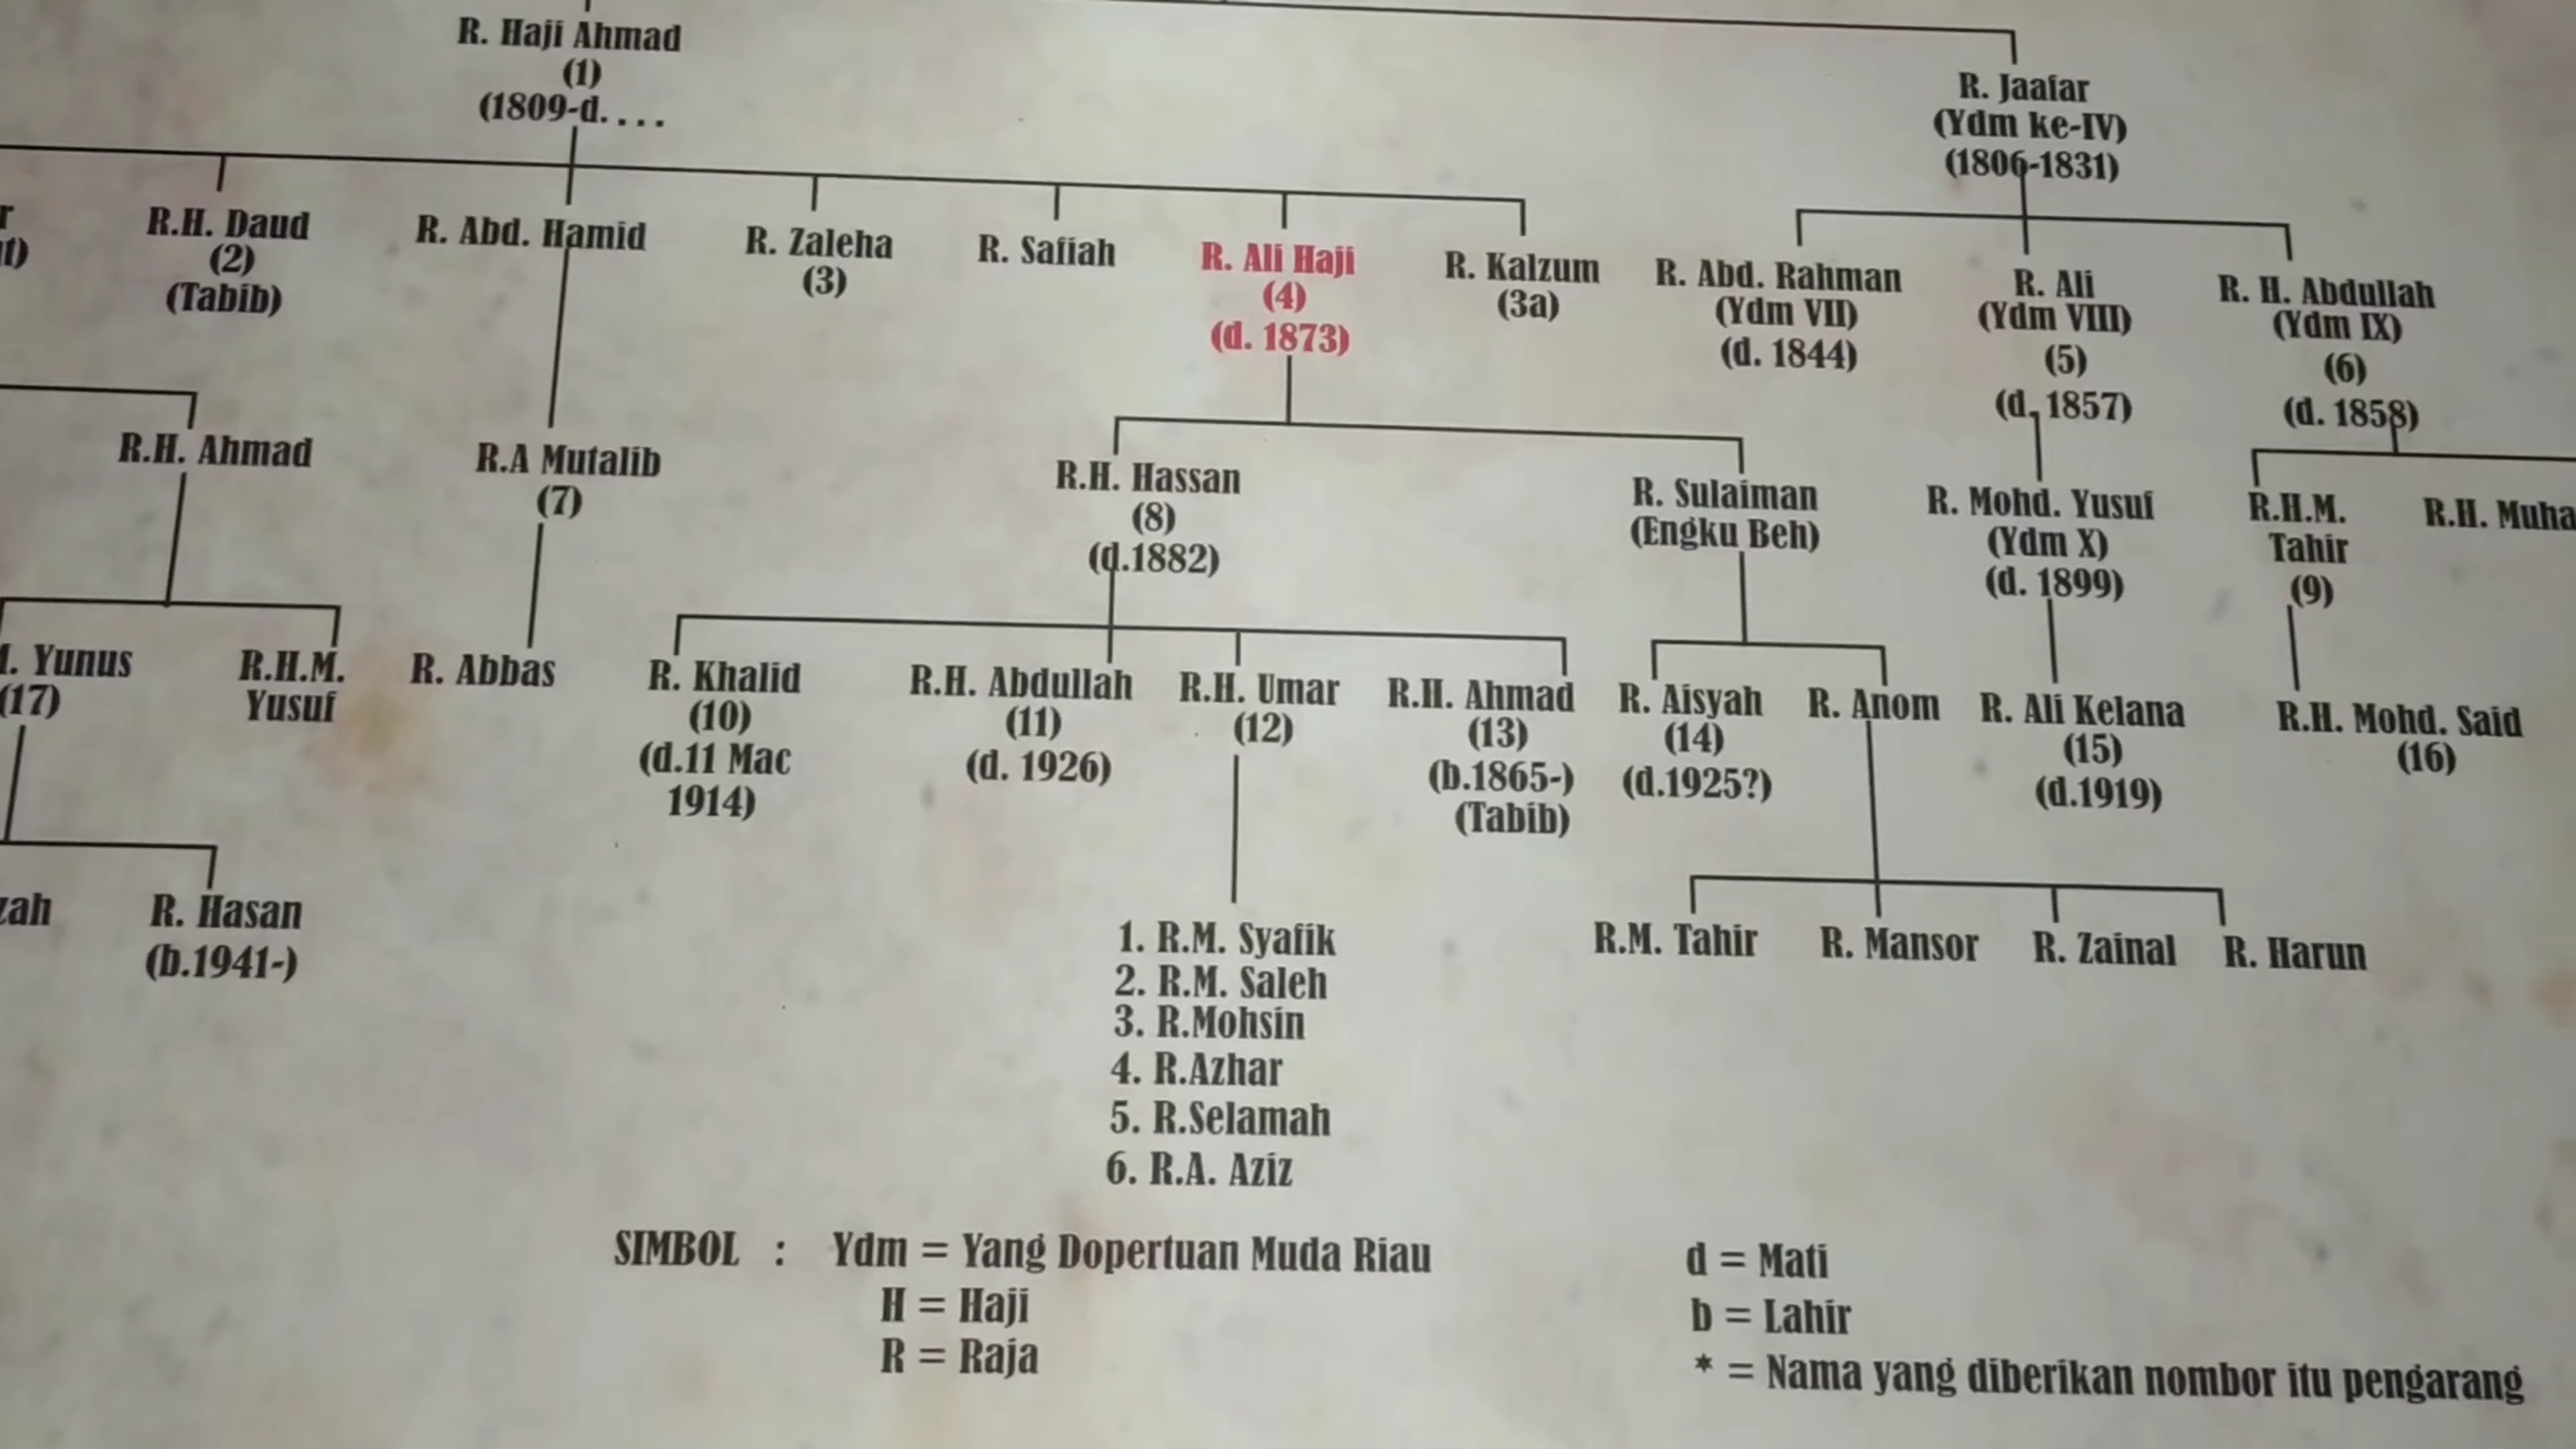 R. Haji Ahmad
(1)
(1809-d. . . .
R. Jaafar
(Ydm ke-IV)
(1806-1831)
R.H. Daud
(2)
(Tabib)
R. Abd. Hamid
R. Zaleha
(3)
R. Safiah
R. Ali Haji
(4)
(d. 1873)
R. Kalzum
(3a)
R. Abd. Rahman
(Ydm VII)
(d. 1844)
R. Ali
(Ydm VIII)
(5)
(d. 1857)
R. H. Abdullah
(Ydm IX)
(6)
(d. 1858)
R.H. Ahmad
R.A Mutalib
(7)
R.H. Hassan
(8)
(d.1882)
R. Sulaiman
(Engku Beh)
R. Mohd. Yusuf
(Ydm X)
(d. 1899)
R.H.M.
Tahir
(9)
R.H. Muha
Yunus
(17)
R.H.M.
Yusuf
R. Abbas
R. Khalid
(10)
(d.11 Mac
1914)
R.H. Abdullah
(11)
(d. 1926)
R.H. Umar
(12)
R.H. Ahmad
(13)
(b.1865-)
(Tabib)
R. Aisyah
(14)
(d.1925?)
R. Anom
R. Ali Kelana
(15)
(d.1919)
R.H. Mohd. Said
(16)
R. Hasan
(b.1941-)
1. R.M. Syafik
2. R.M. Saleh
3. R.Mohsin
4. R.Azhar
5. R.Selamah
6. R.A. Aziz
R.M. Tahir
R. Mansor
R. Zainal
R. Harun
SIMBOL : Ydm = Yang Dopertuan Muda Riau
H = Haji
R = Raja
d = Mati
b = Lahir
* = Nama yang diberikan nombor itu pengarang